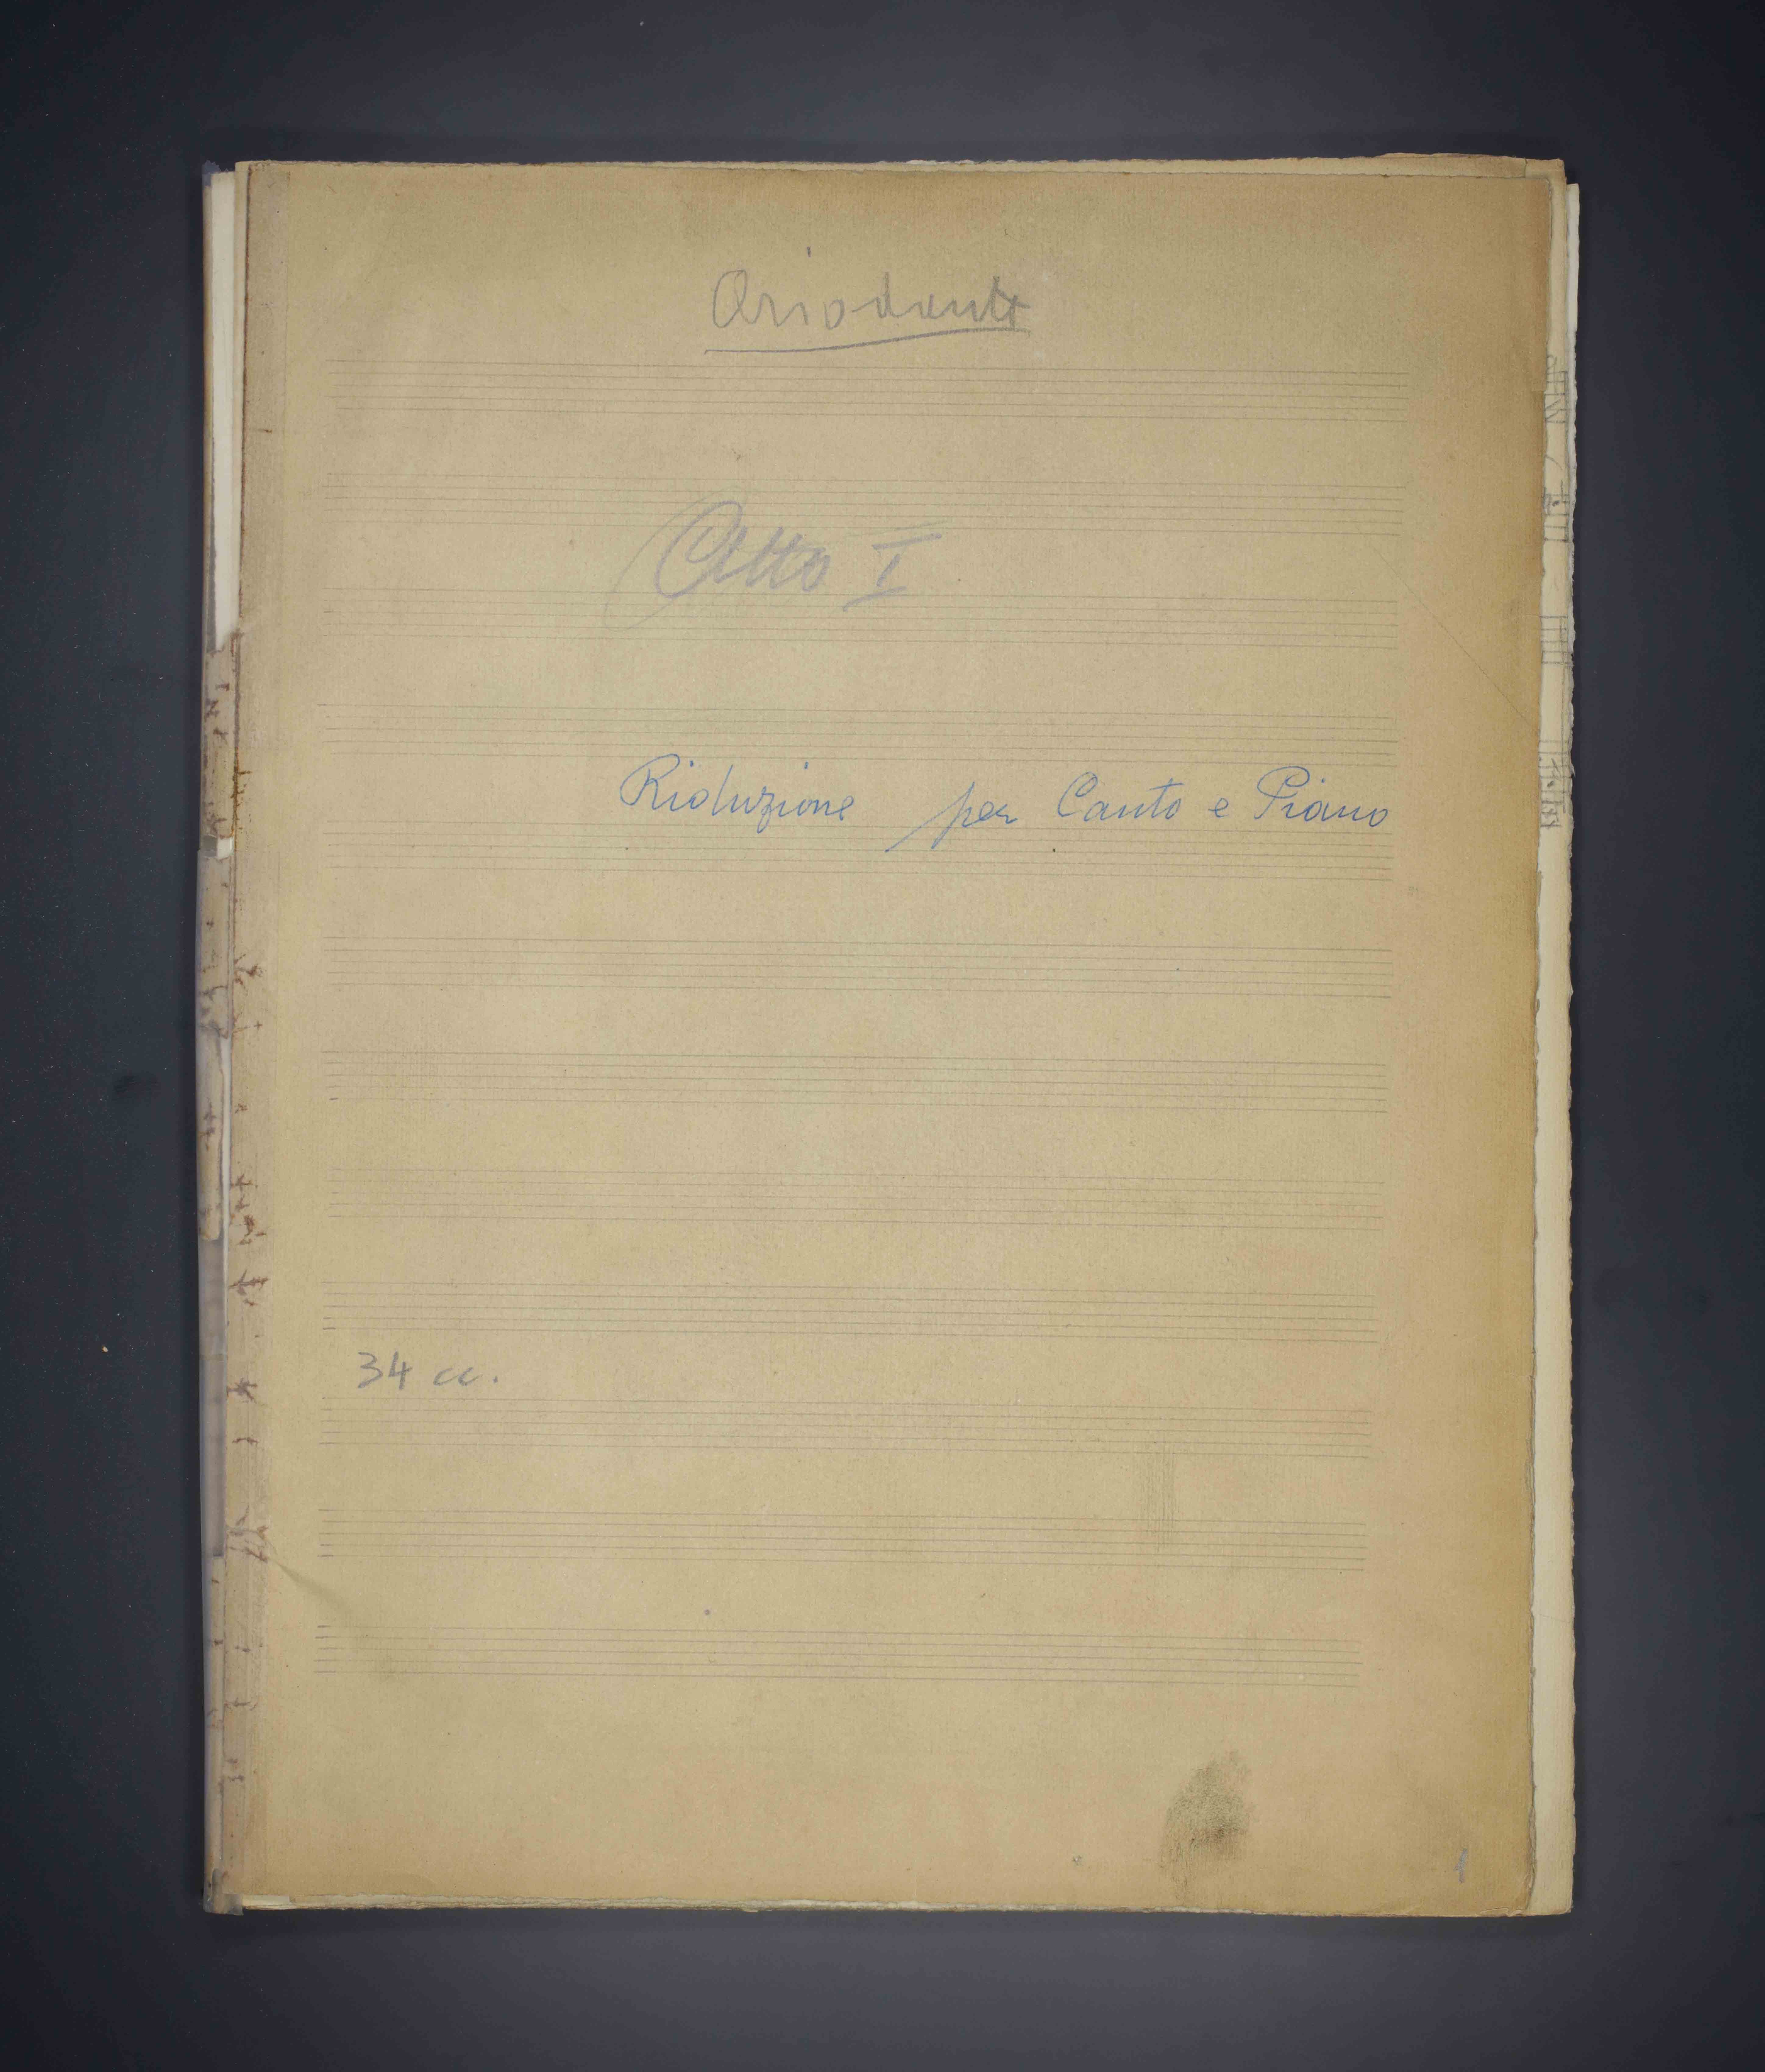 Ariodante
Atto I
Riduzione per Canto e Piano
34 cc.
1